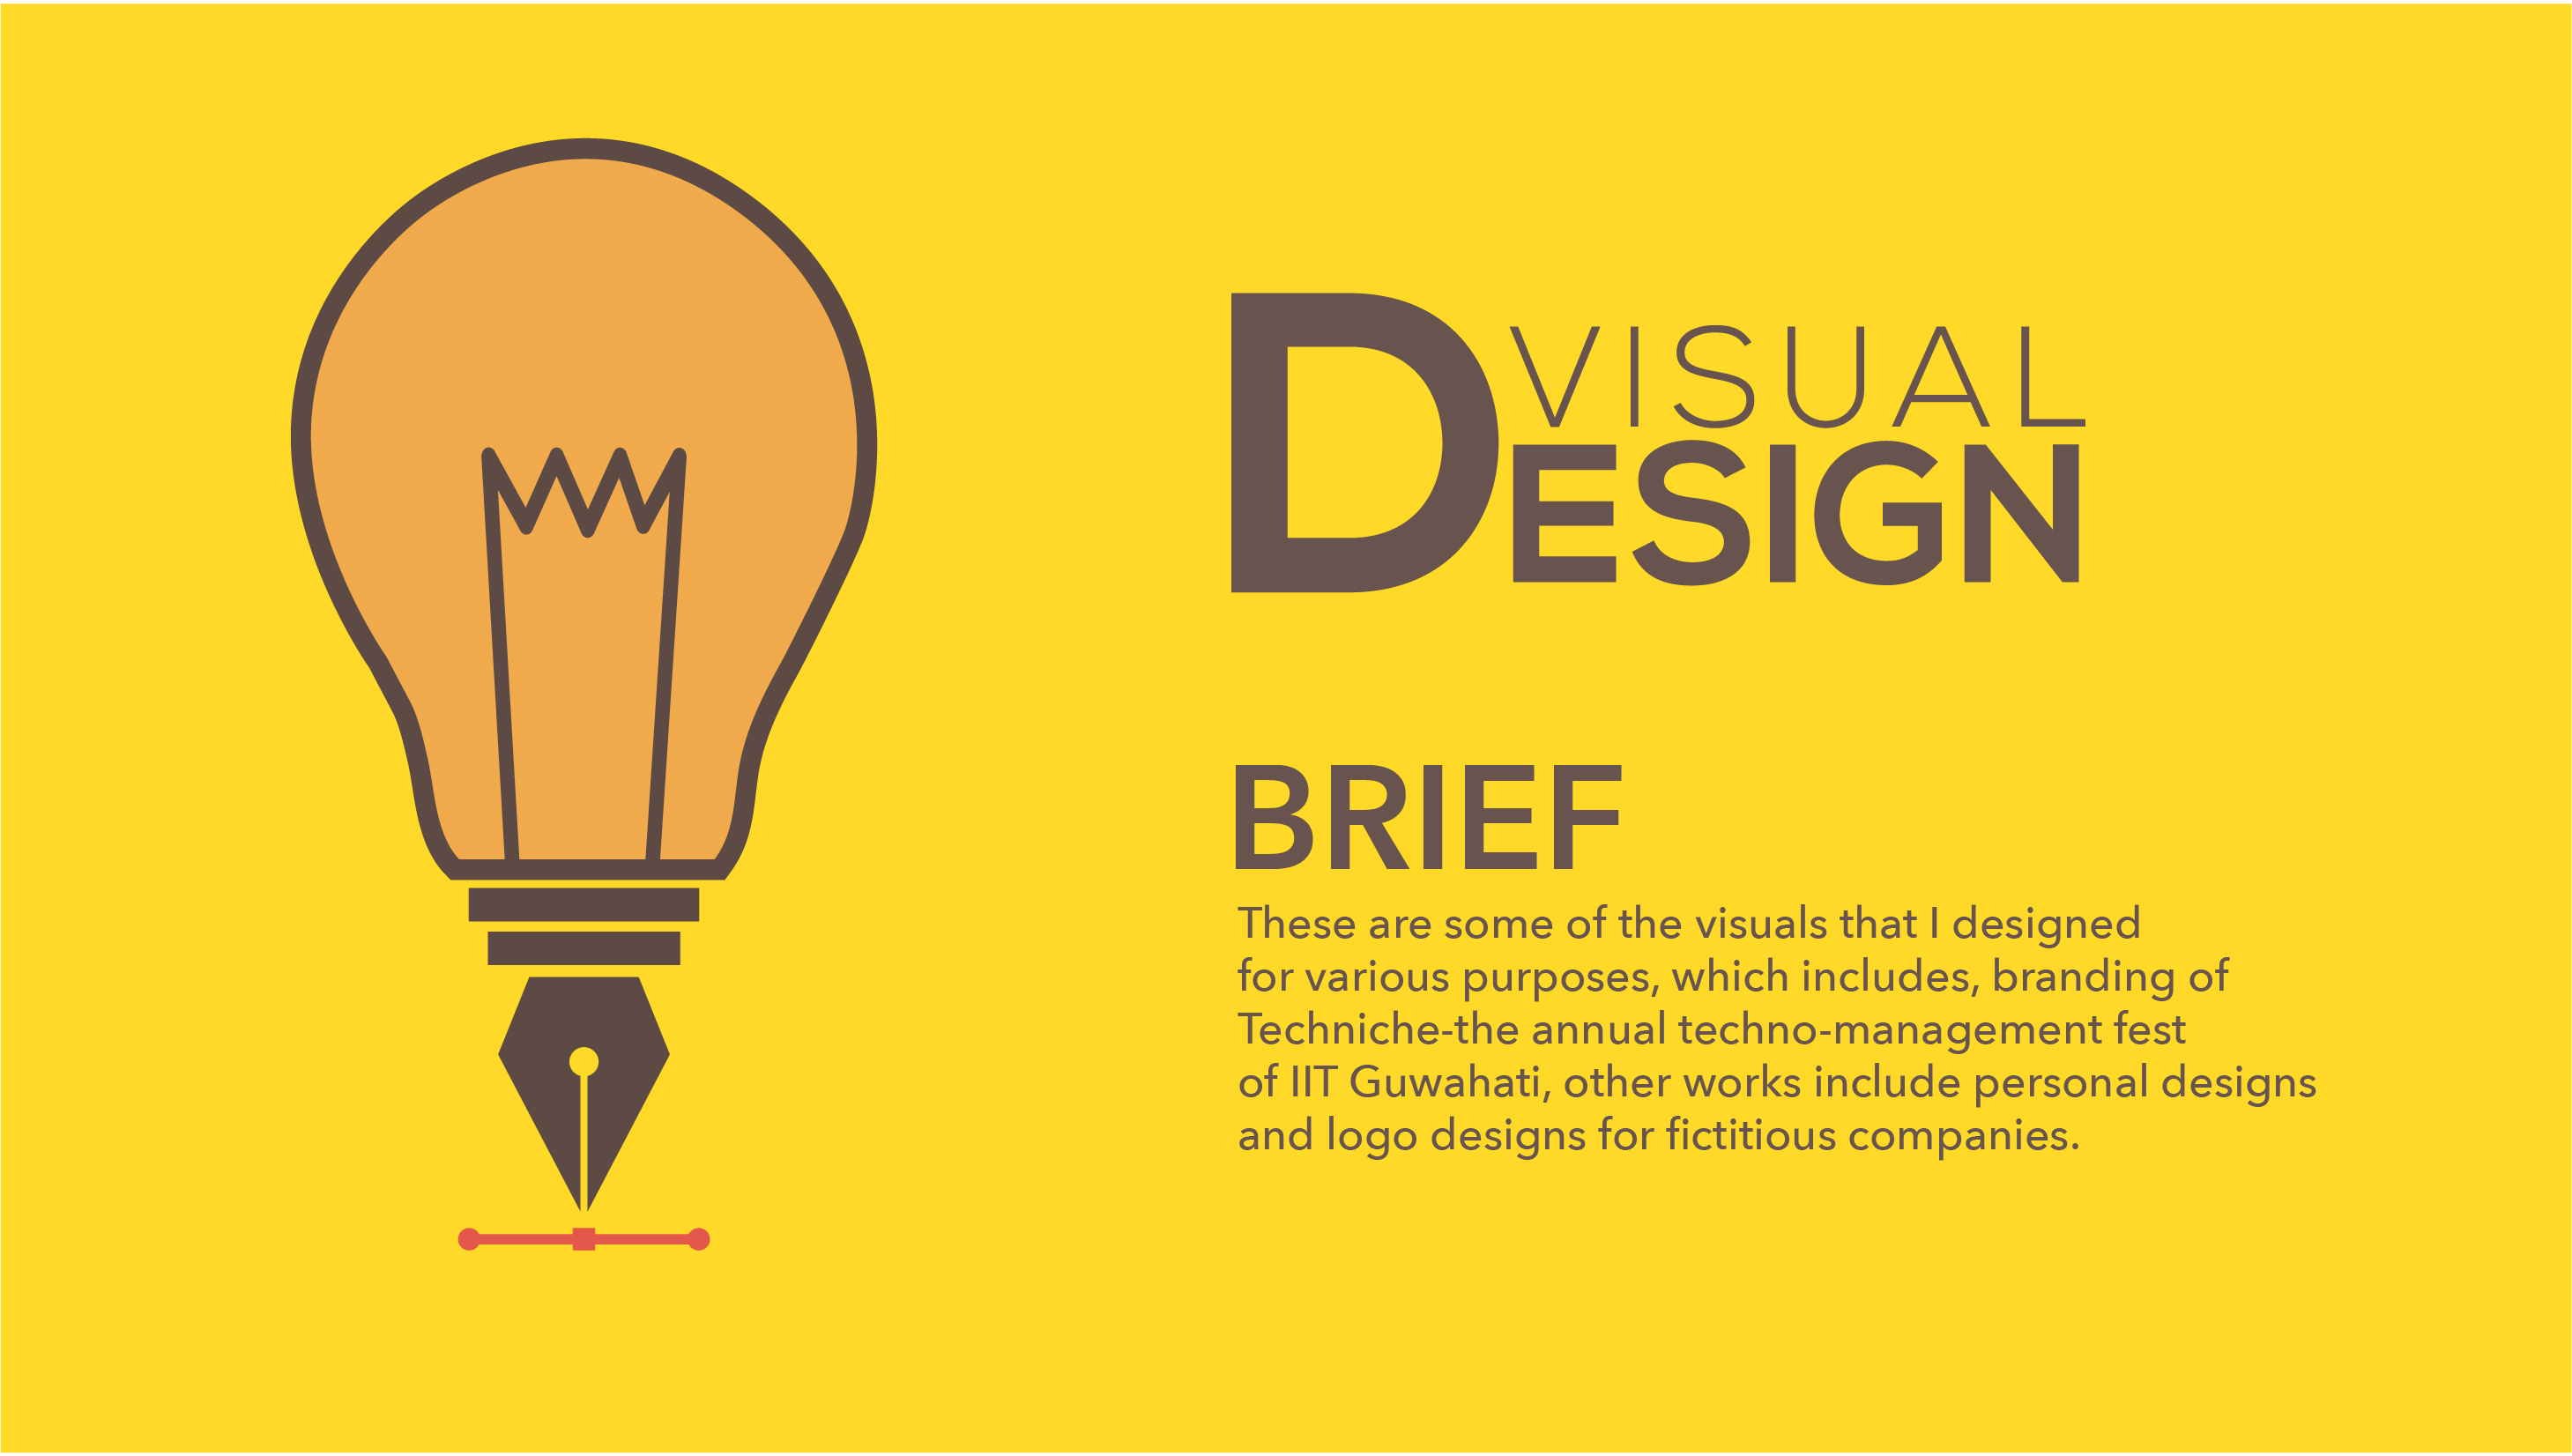 VISUAL
DESIGN
BRIEF
These are some of the visuals that I designed
for various purposes, which includes, branding of
Techniche-the annual techno-management fest
of IIT Guwahati, other works include personal designs
and logo designs for fictitious companies.